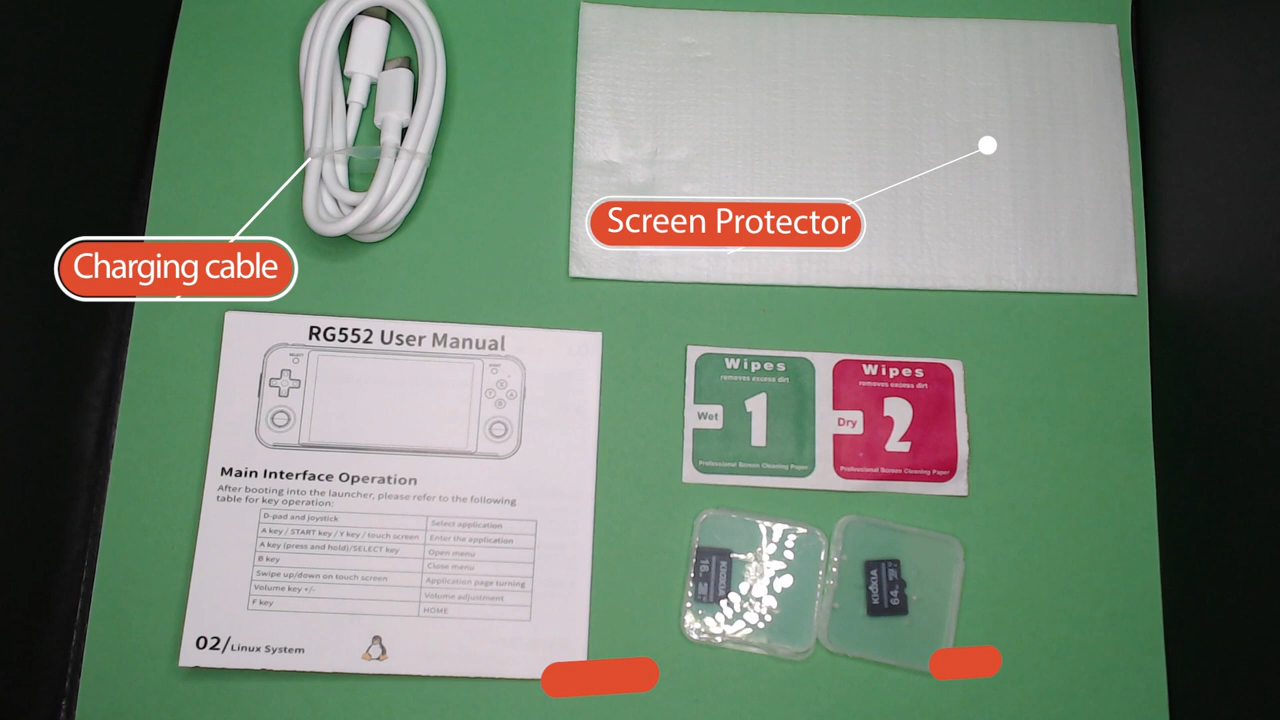 Screen Protector
Charging cable
RG552 User Manual
SELECT
START
X
Y
A
B
Main Interface Operation
After booting into the launcher, please refer to the following
table for key operation:
D-pad and joystick
Select application
A key / START key / Y key / touch screen
Enter the application
A key (press and hold)/SELECT key
Open menu
B key
Close menu
Swipe up/down on touch screen
Application page turning
Volume key +/-
Volume adjustment
F key
HOME
02/Linux System
Wipes
removes excess dirt
Wet
1
Professional Screen Cleaning Paper
Wipes
removes excess dirt
Dry
2
Professional Screen Cleaning Paper
KIOXIA
16
KIOXIA
64